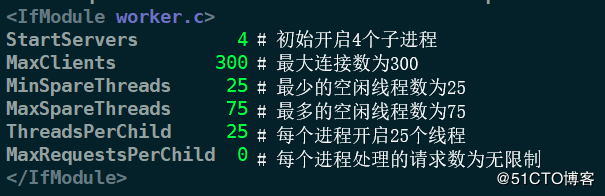 <IfModule worker.c>
StartServers 4 # 初始开启4个子进程
MaxClients 300 # 最大连接数为300
MinSpareThreads 25 # 最少的空闲线程数为25
MaxSpareThreads 75 # 最多的空闲线程数为75
ThreadsPerChild 25 # 每个进程开启25个线程
MaxRequestsPerChild 0 # 每个进程处理的请求数为无限制
</IfModule>
@51CTO博客